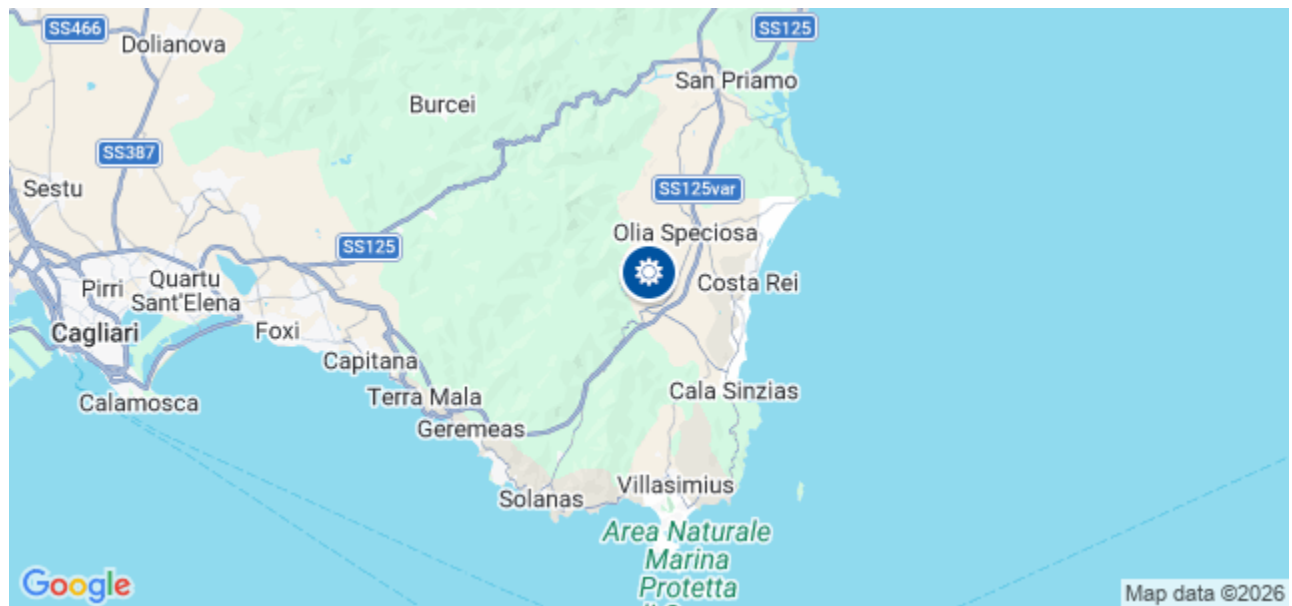 SS466
Dolianova
SS125
San Priamo
Burcei
SS387
Sestu
SS125var
Olia Speciosa
SS125
Pirri
Quartu
Sant'Elena
Costa Rei
Cagliari
Foxi
Capitana
Terra Mala
Cala Sinzias
Calamosca
Geremeas
Villasimius
Solanas
Area Naturale
Marina
Protetta
Google
Map data ©2026